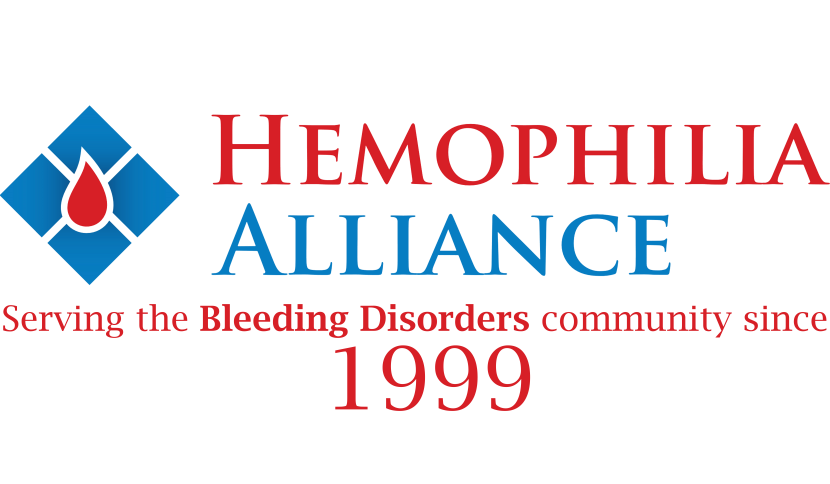 Hemophilia
Alliance
Serving the Bleeding Disorders community since
1999